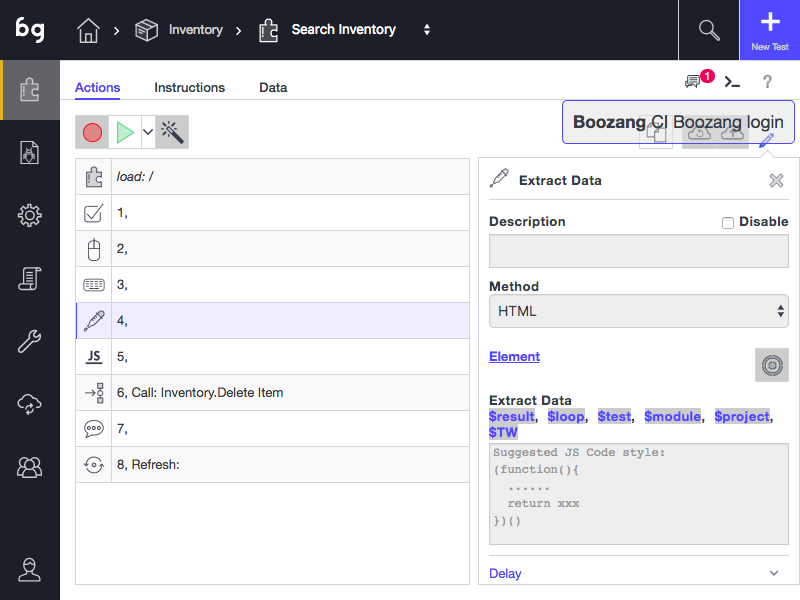 bg
Inventory
Search Inventory
New Test
Actions
Instructions
Data
1
Boozang CI Boozang login
load: /
1,
2,
3,
4,
JS
5,
6, Call: Inventory.Delete Item
7,
8, Refresh:
Extract Data
Description
Disable
Method
HTML
Element
Extract Data
$result, $loop, $test, $module, $project,
$TW
Suggested JS Code style:
(function(){
......
return xxx
})()
Delay